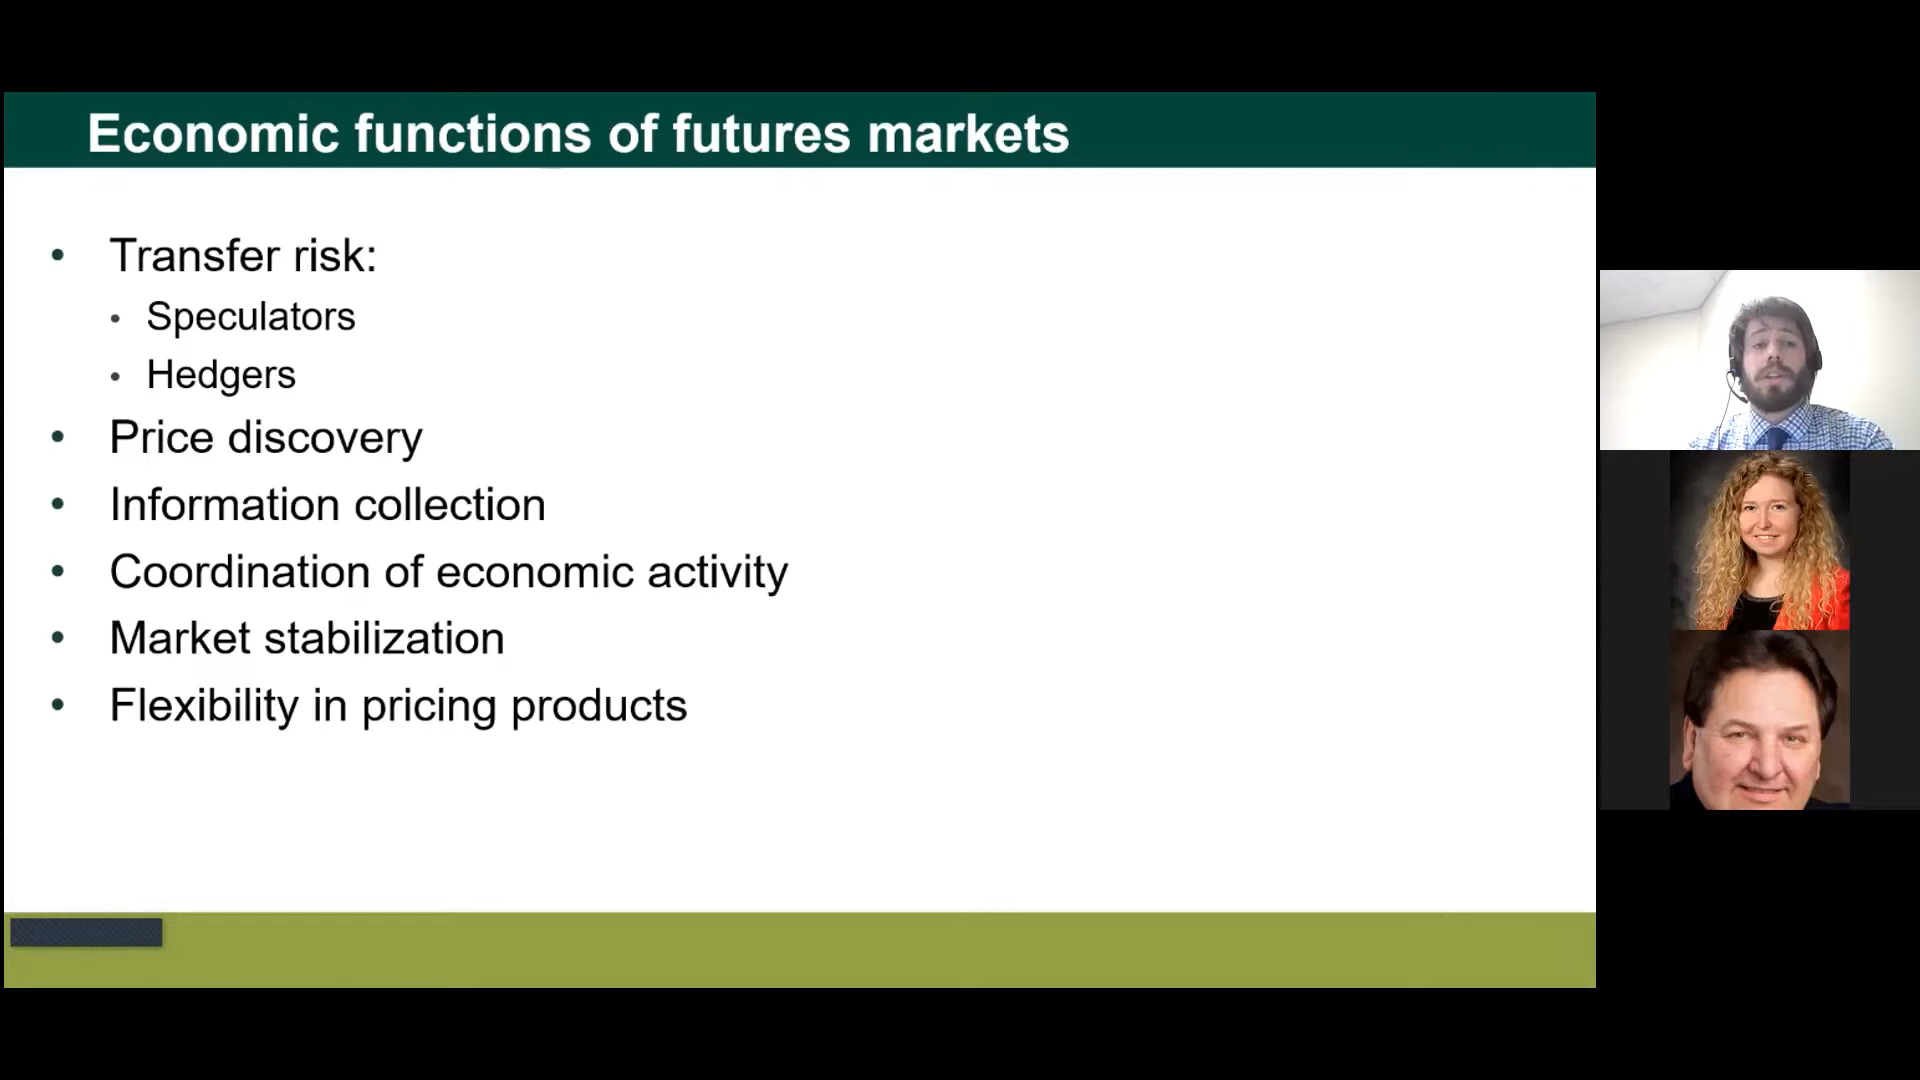 Economic functions of futures markets
• Transfer risk:
• Speculators
• Hedgers
• Price discovery
• Information collection
• Coordination of economic activity
• Market stabilization
• Flexibility in pricing products